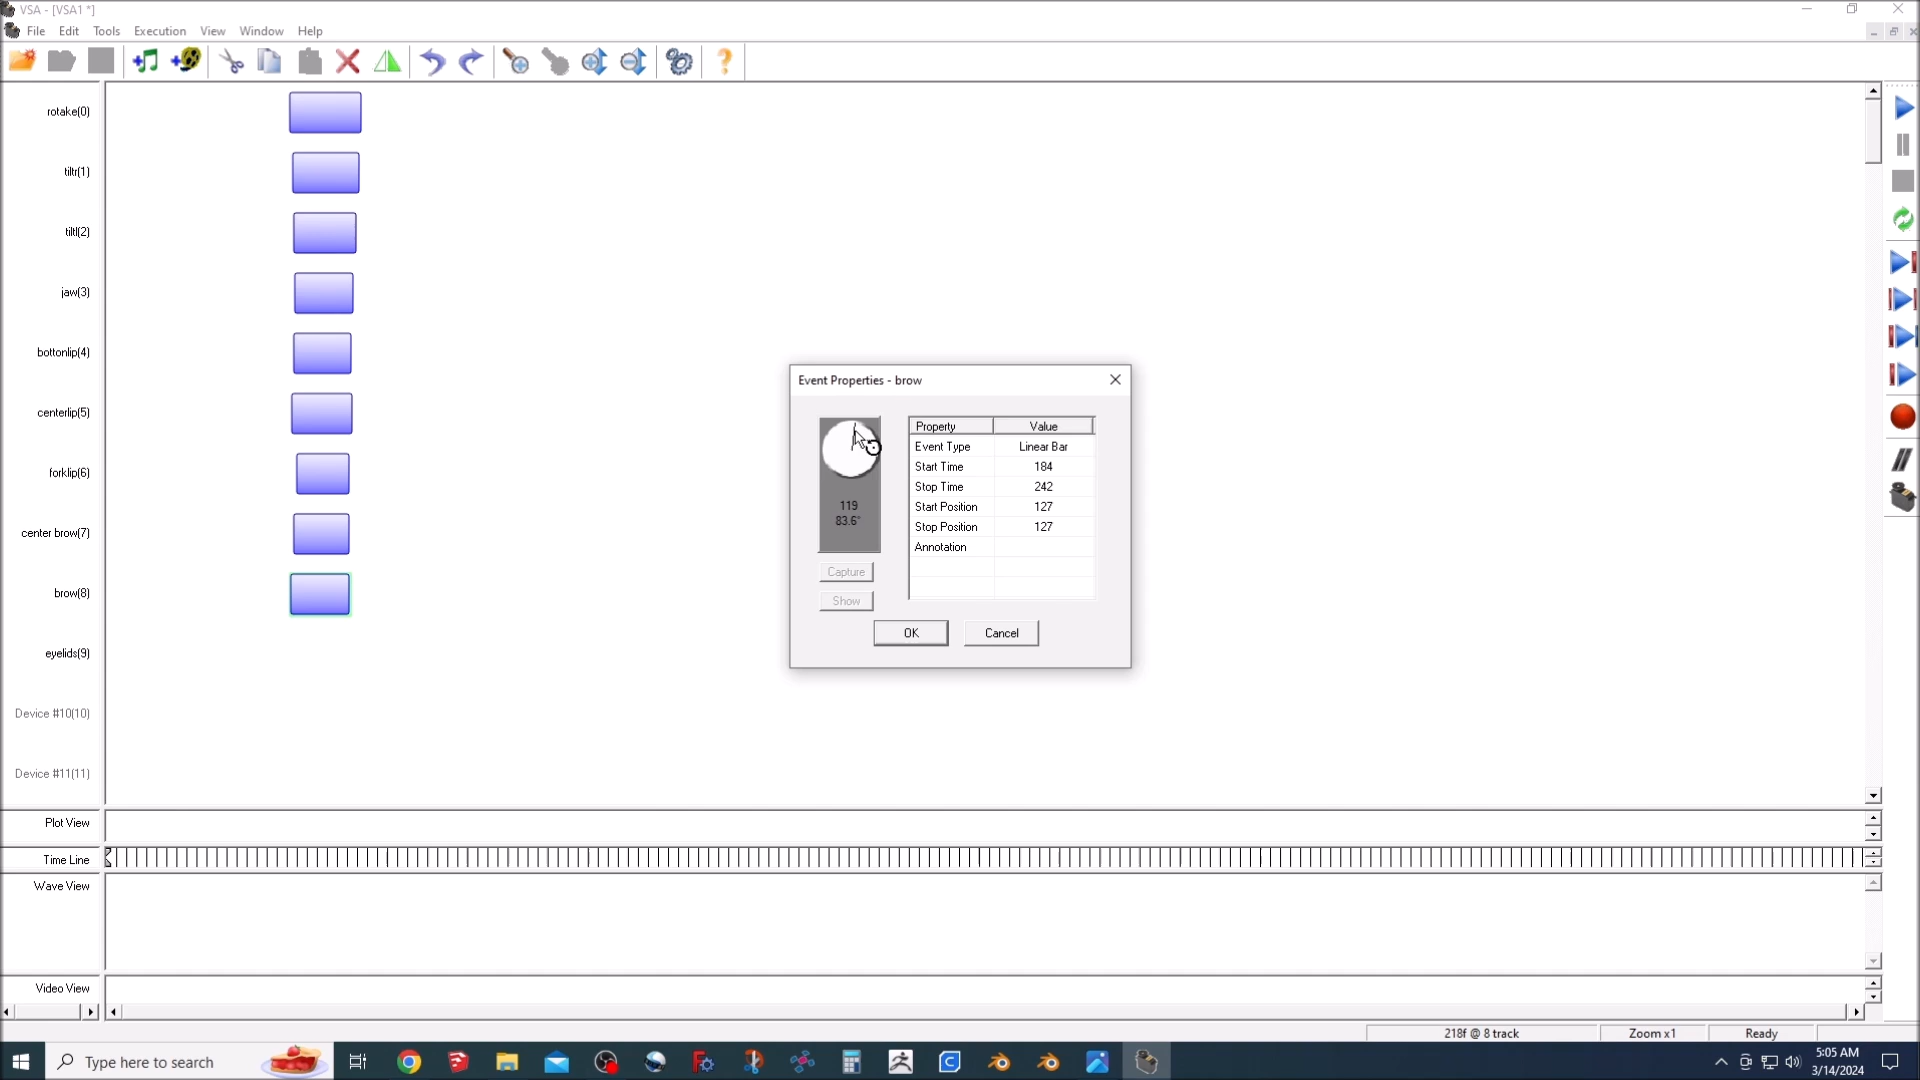 VSA - [VSA1 *]
File Edit Tools Execution View Window Help
rotake(0)
tiltr(1)
tiltl(2)
jaw(3)
bottonlip(4)
centerlip(5)
forklip(6)
center brow(7)
brow(8)
eyelids(9)
Device #10(10)
Device #11(11)
Event Properties - brow
Property Value
Event Type Linear Bar
Start Time 184
Stop Time 242
Start Position 127
Stop Position 127
Annotation
119
83.6°
Capture
Show
OK Cancel
Plot View
Time Line
Wave View
Video View
218f @ 8 track Zoom x1 Ready
Type here to search
5:05 AM
3/14/2024